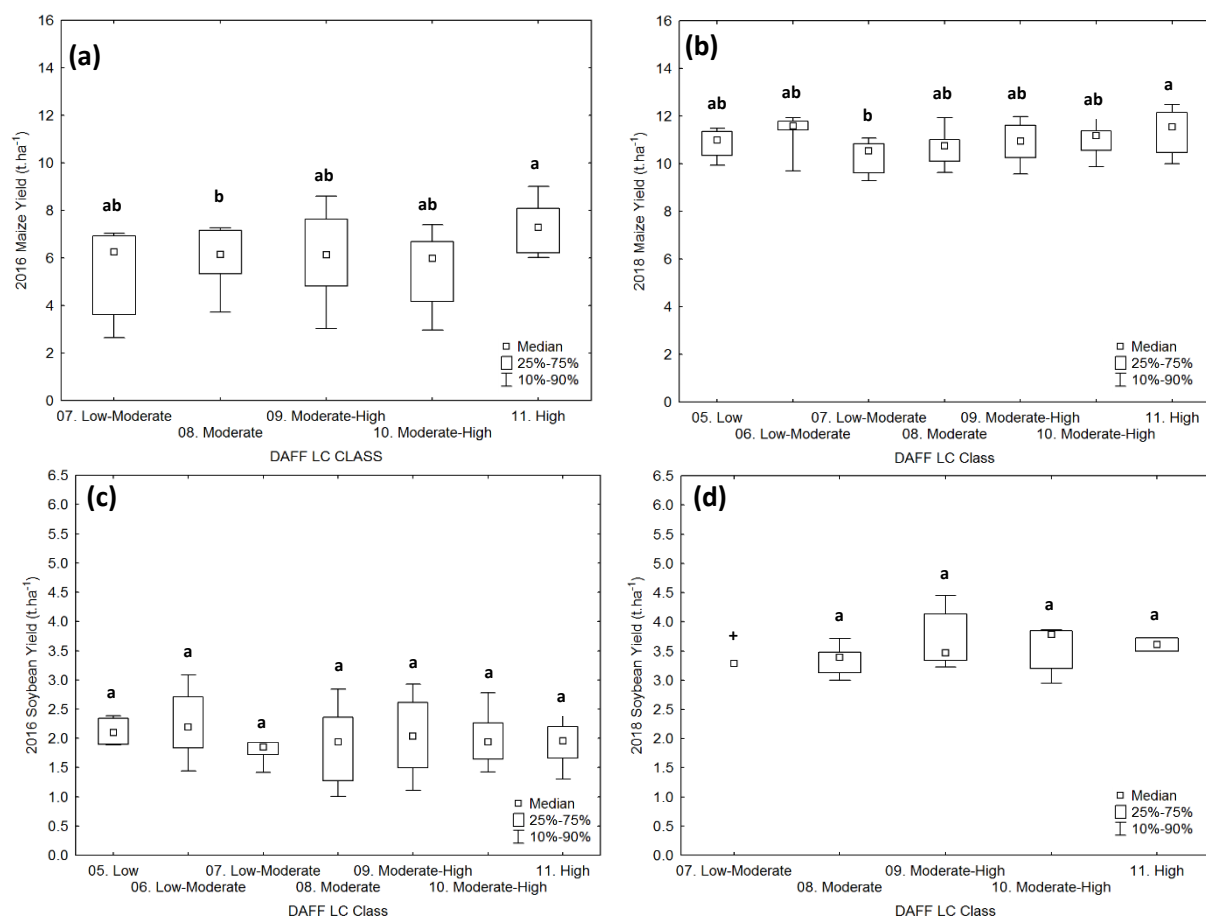 (a)
2016 Maize Yield (t.ha⁻¹)
16
14
12
10
8
6
4
2
0
ab
b
ab
ab
a
Median
25%-75%
10%-90%
07. Low-Moderate
08. Moderate
09. Moderate-High
10. Moderate-High
11. High
DAFF LC CLASS
(b)
2018 Maize Yield (t.ha⁻¹)
16
14
12
10
8
6
4
2
0
ab
ab
b
ab
ab
ab
a
Median
25%-75%
10%-90%
05. Low
06. Low-Moderate
07. Low-Moderate
08. Moderate
09. Moderate-High
10. Moderate-High
11. High
DAFF LC Class
(c)
2016 Soybean Yield (t.ha⁻¹)
6.5
6.0
5.5
5.0
4.5
4.0
3.5
3.0
2.5
2.0
1.5
1.0
0.5
0.0
a
a
a
a
a
a
a
Median
25%-75%
10%-90%
05. Low
06. Low-Moderate
07. Low-Moderate
08. Moderate
09. Moderate-High
10. Moderate-High
11. High
DAFF LC Class
(d)
2018 Soybean Yield (t.ha⁻¹)
6.5
6.0
5.5
5.0
4.5
4.0
3.5
3.0
2.5
2.0
1.5
1.0
0.5
0.0
+
a
a
a
a
Median
25%-75%
10%-90%
07. Low-Moderate
08. Moderate
09. Moderate-High
10. Moderate-High
11. High
DAFF LC Class